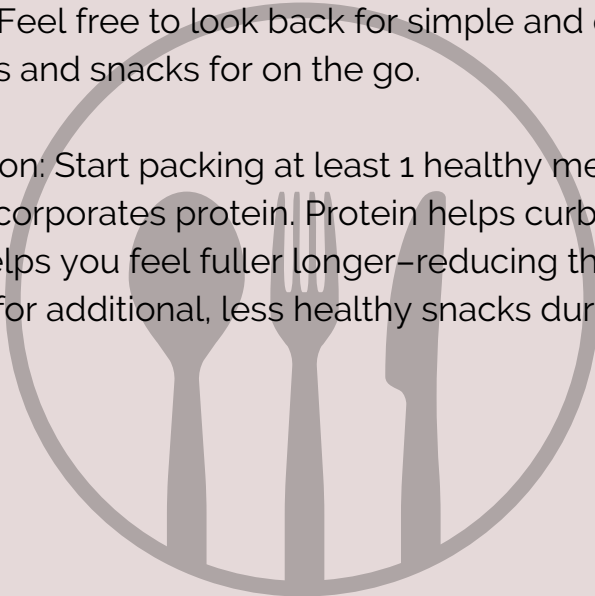 Feel free to look back for simple and
s and snacks for on the go.
on: Start packing at least 1 healthy me
corporates protein. Protein helps curb
elps you feel fuller longer–reducing th
for additional, less healthy snacks dur